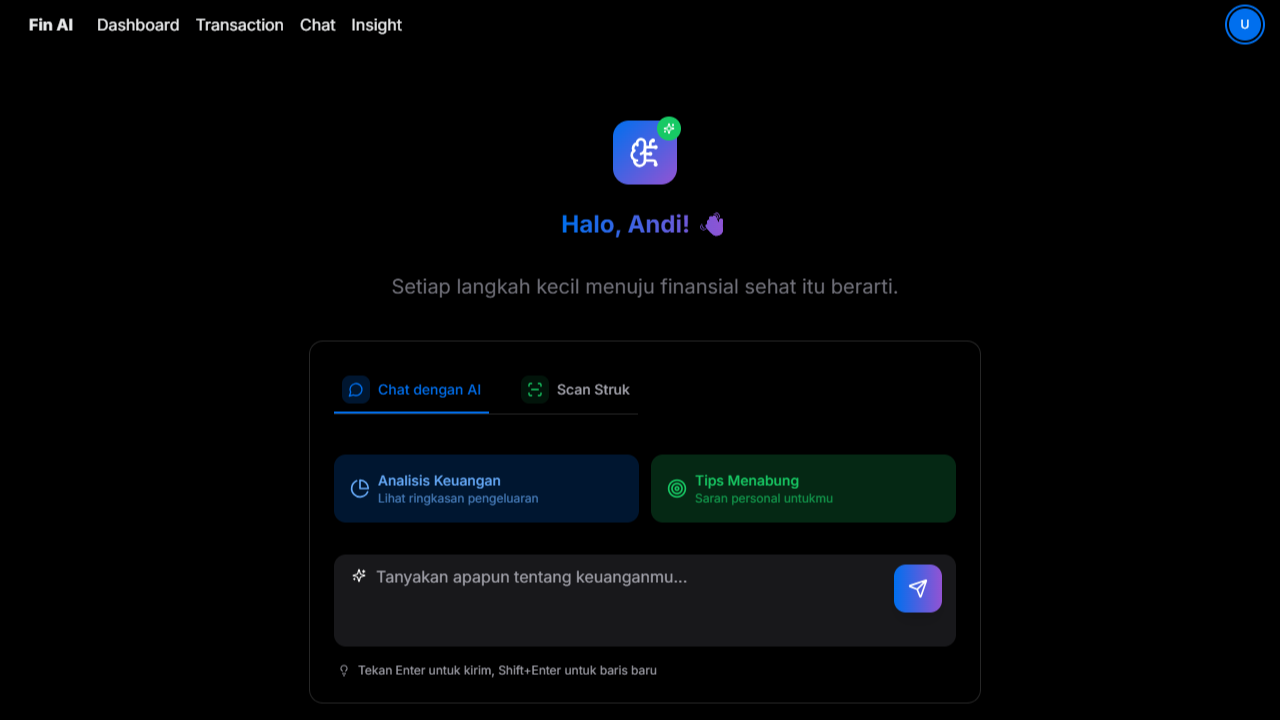 Fin AI Dashboard Transaction Chat Insight U
Halo, Andi! 👋
Setiap langkah kecil menuju finansial sehat itu berarti.
Chat dengan AI Scan Struk
Analisis Keuangan
Lihat ringkasan pengeluaran
Tips Menabung
Saran personal untukmu
Tanyakan apapun tentang keuanganmu...
Tekan Enter untuk kirim, Shift+Enter untuk baris baru